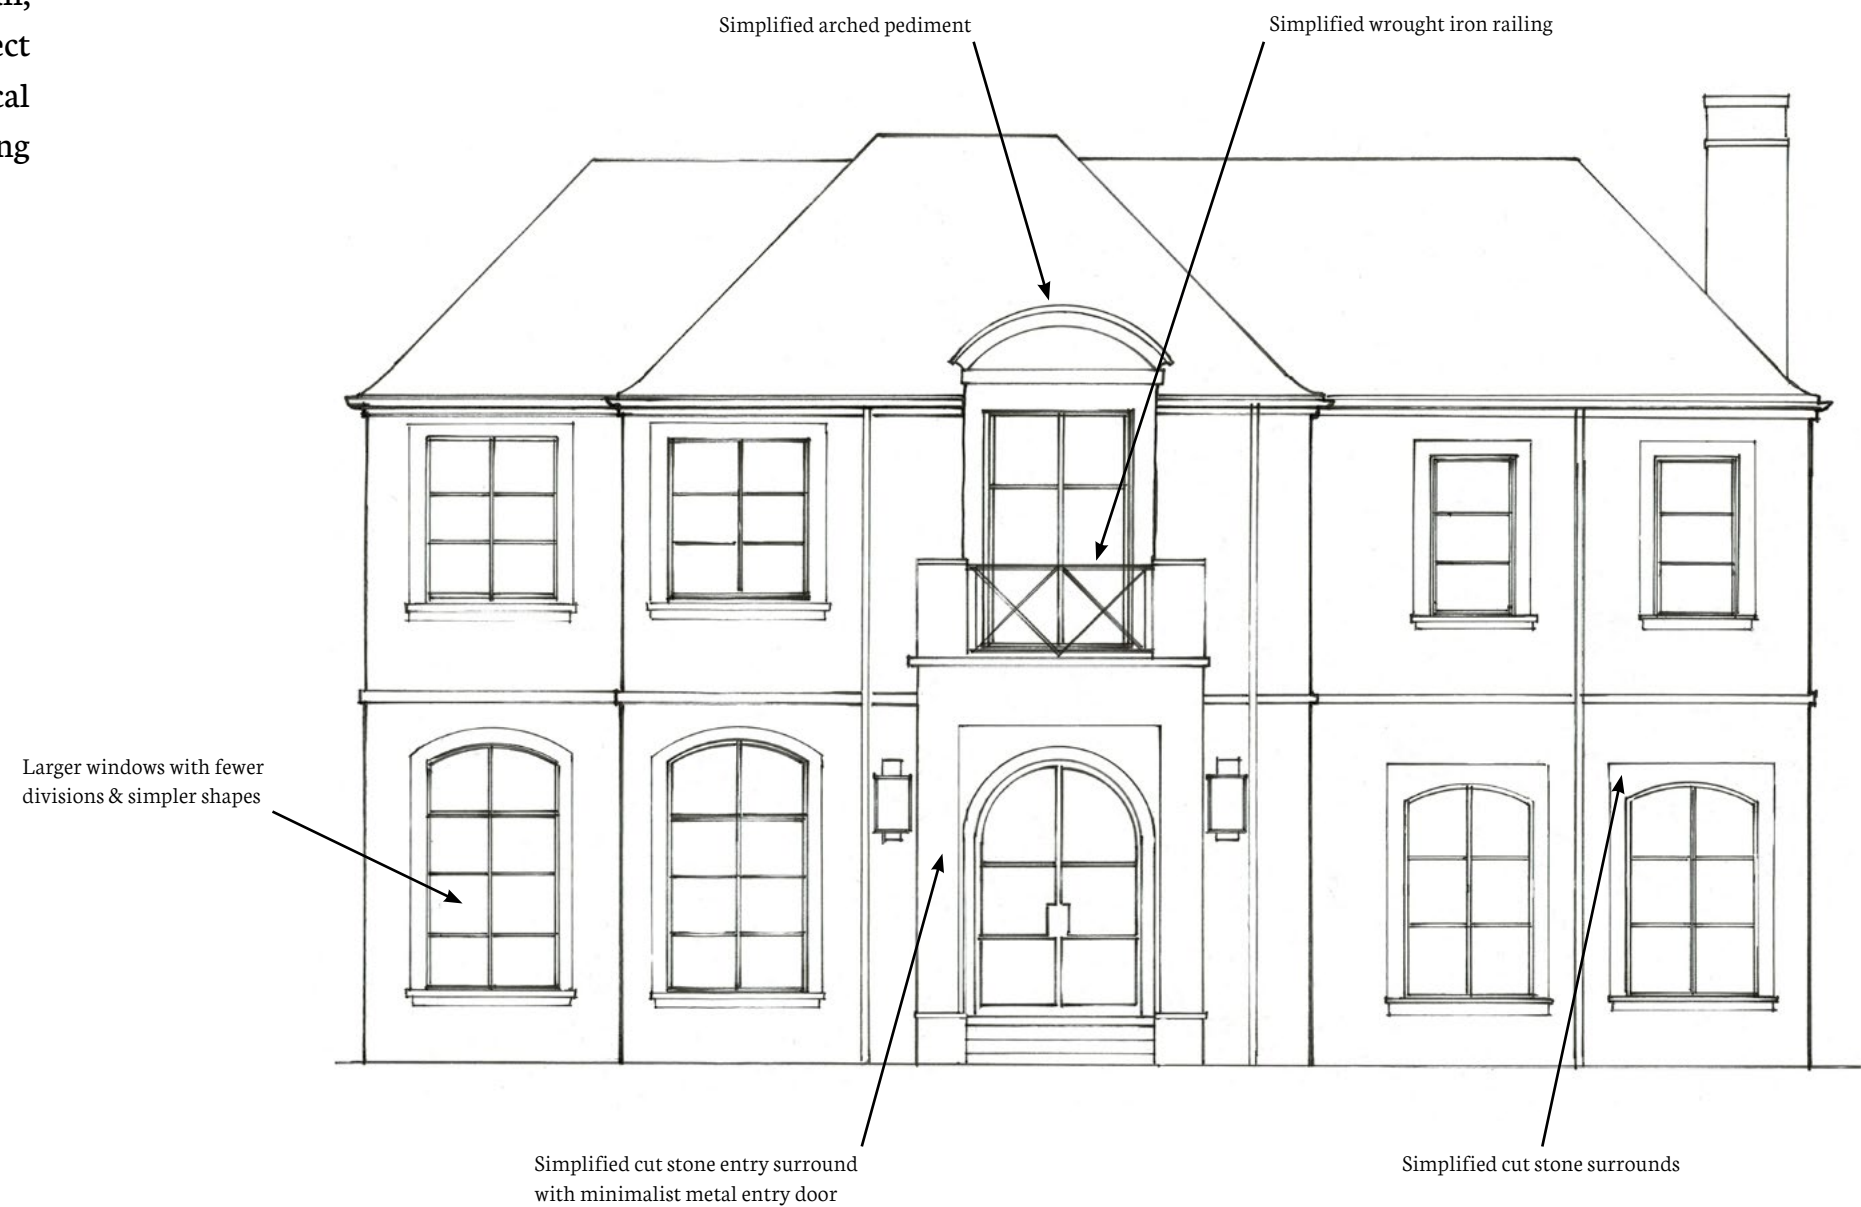 Simplified arched pediment
Simplified wrought iron railing
Larger windows with fewer
divisions & simpler shapes
Simplified cut stone entry surround
with minimalist metal entry door
Simplified cut stone surrounds